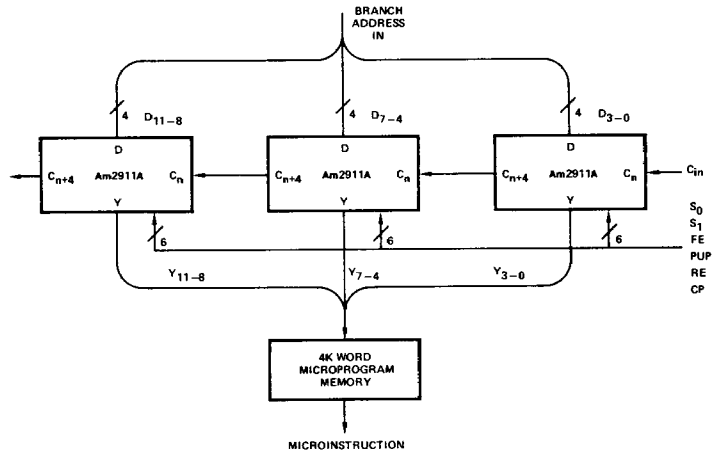 BRANCH
ADDRESS
IN
4 D11–8 4 D7–4 4 D3–0
D D D
Cn+4 Am2911A Cn Cn+4 Am2911A Cn Cn+4 Am2911A Cn Cin
Y Y Y
S0
S1
6 6 6 FE
PUP
RE
CP
Y11–8 Y7–4 Y3–0
4K WORD
MICROPROGRAM
MEMORY
MICROINSTRUCTION